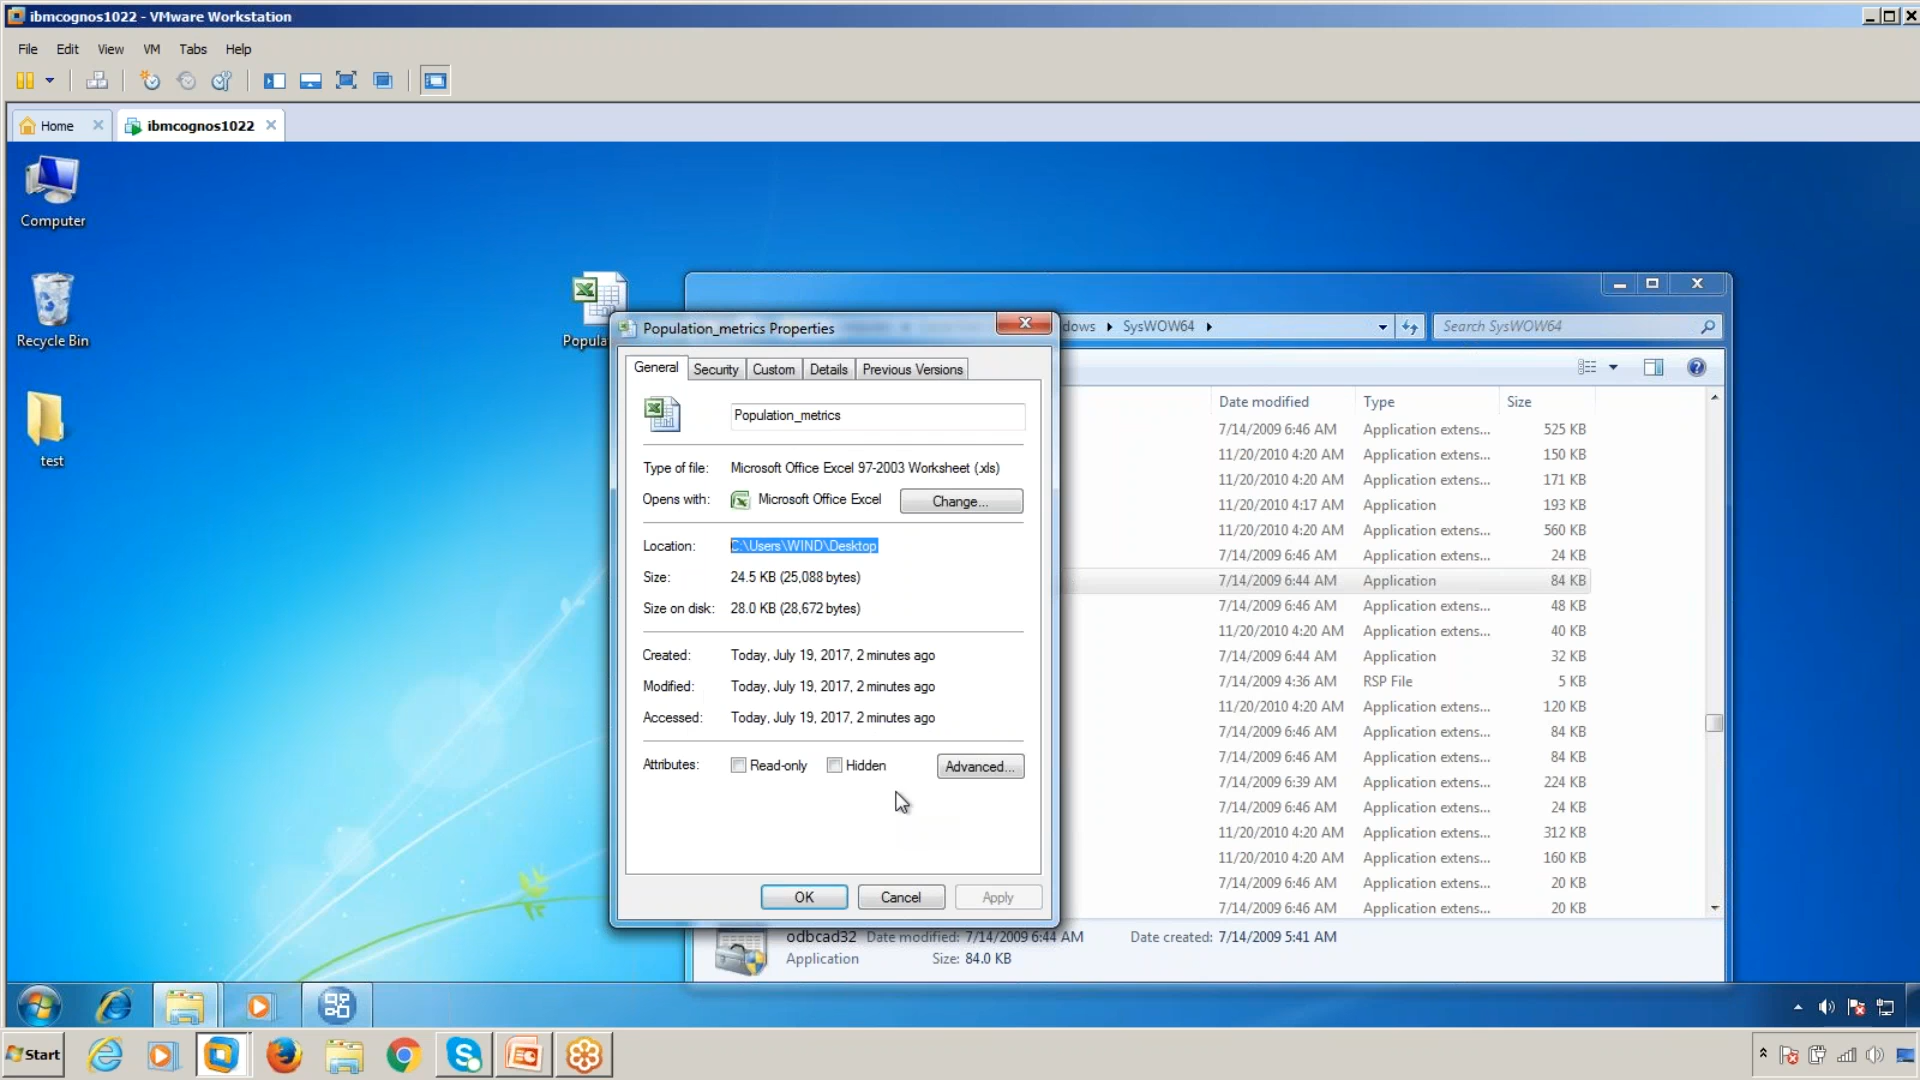 ibmcognos1022 - VMware Workstation
File Edit View VM Tabs Help
Home ibmcognos1022
Computer
Recycle Bin
test
Population_metrics Properties
dows SysWOW64
Search SysWOW64
General Security Custom Details Previous Versions
Population_metrics
Type of file: Microsoft Office Excel 97-2003 Worksheet (.xls)
Opens with: Microsoft Office Excel Change...
Location: C:\Users\WIND\Desktop
Size: 24.5 KB (25,088 bytes)
Size on disk: 28.0 KB (28,672 bytes)
Created: Today, July 19, 2017, 2 minutes ago
Modified: Today, July 19, 2017, 2 minutes ago
Accessed: Today, July 19, 2017, 2 minutes ago
Attributes: Read-only Hidden Advanced...
OK Cancel Apply
Date modified Type Size
7/14/2009 6:46 AM Application extens... 525 KB
11/20/2010 4:20 AM Application extens... 150 KB
11/20/2010 4:20 AM Application extens... 171 KB
11/20/2010 4:17 AM Application 193 KB
11/20/2010 4:20 AM Application extens... 560 KB
7/14/2009 6:46 AM Application extens... 24 KB
7/14/2009 6:44 AM Application 84 KB
7/14/2009 6:46 AM Application extens... 48 KB
11/20/2010 4:20 AM Application extens... 40 KB
7/14/2009 6:44 AM Application 32 KB
7/14/2009 4:36 AM RSP File 5 KB
11/20/2010 4:20 AM Application extens... 120 KB
7/14/2009 6:46 AM Application extens... 84 KB
7/14/2009 6:46 AM Application extens... 84 KB
7/14/2009 6:39 AM Application extens... 224 KB
7/14/2009 6:46 AM Application extens... 24 KB
11/20/2010 4:20 AM Application extens... 312 KB
11/20/2010 4:20 AM Application extens... 160 KB
7/14/2009 6:46 AM Application extens... 20 KB
7/14/2009 6:46 AM Application extens... 20 KB
odbcad32 Date modified: 7/14/2009 6:44 AM Date created: 7/14/2009 5:41 AM
Application Size: 84.0 KB
Start